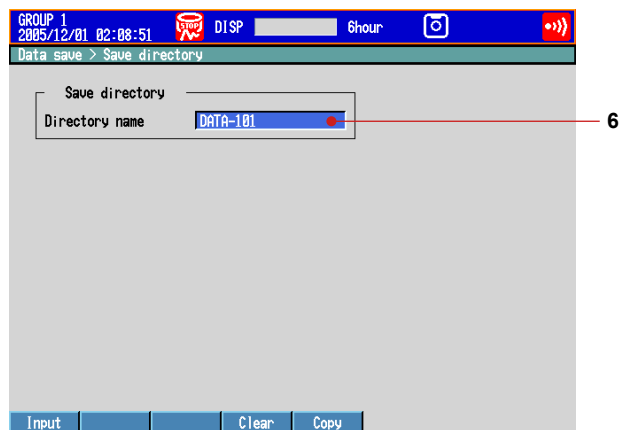 GROUP 1
2005/12/01 02:08:51
STOP
DISP
6hour
Data save > Save directory
Save directory
Directory name
DATA-101
6
Input
Clear
Copy